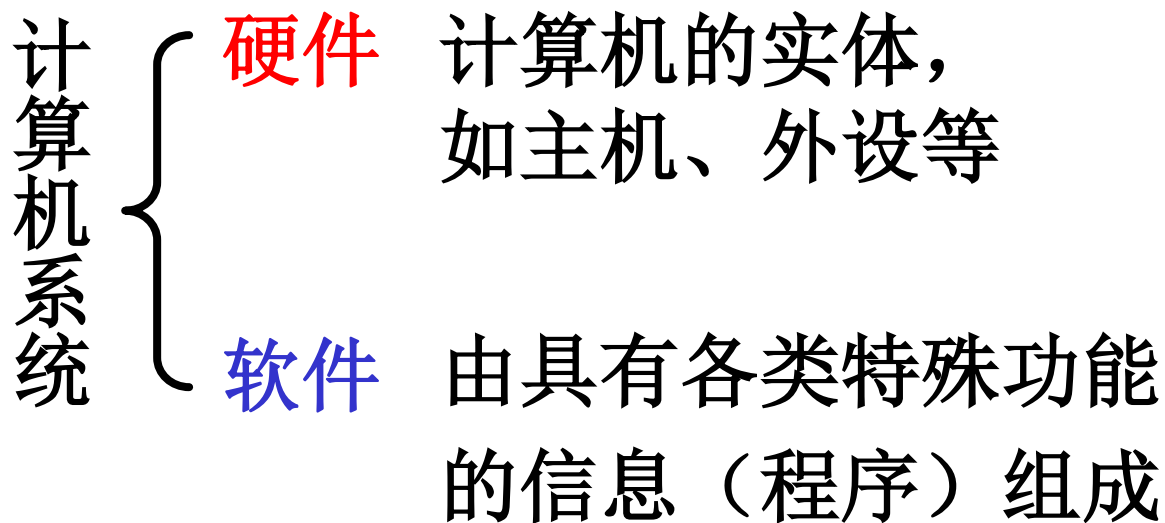 计算机系统
硬件 计算机的实体，
如主机、外设等
软件 由具有各类特殊功能
的信息（程序）组成